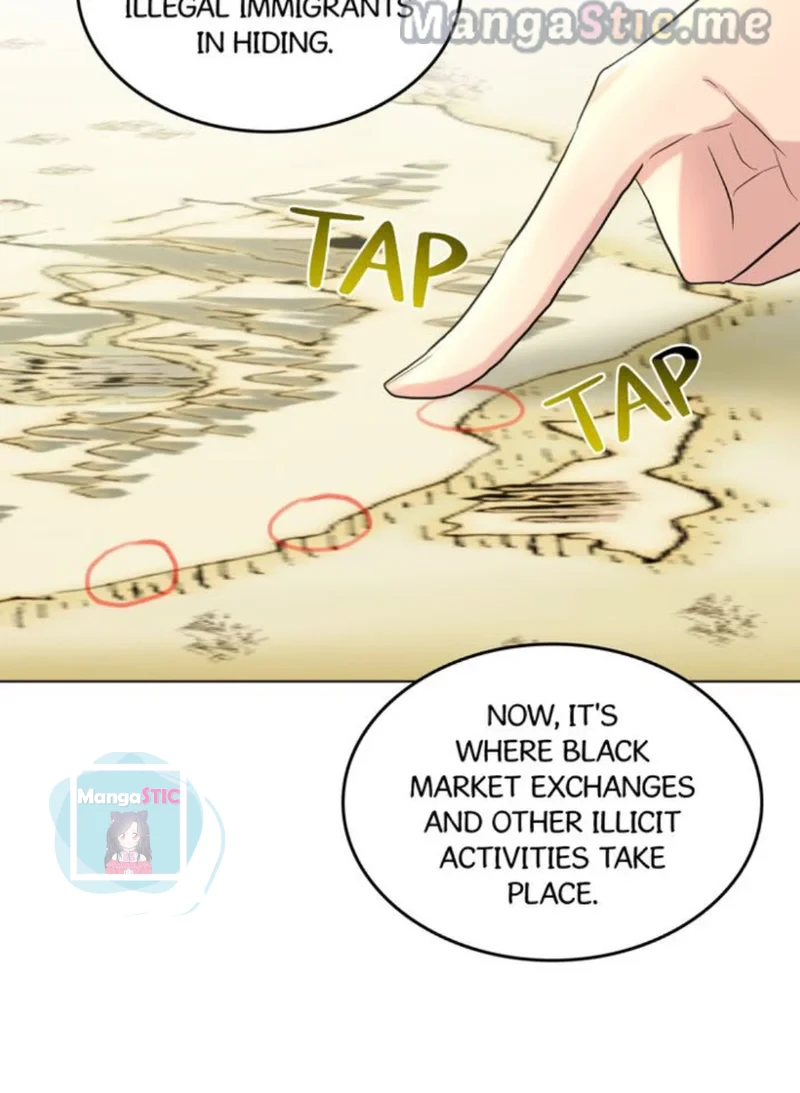 ILLEGAL IMMIGRANTS
IN HIDING.
MangaStic.me
TAP
TAP
NOW, IT'S
WHERE BLACK
MARKET EXCHANGES
AND OTHER ILLICIT
ACTIVITIES TAKE
PLACE.
MangaSTIC